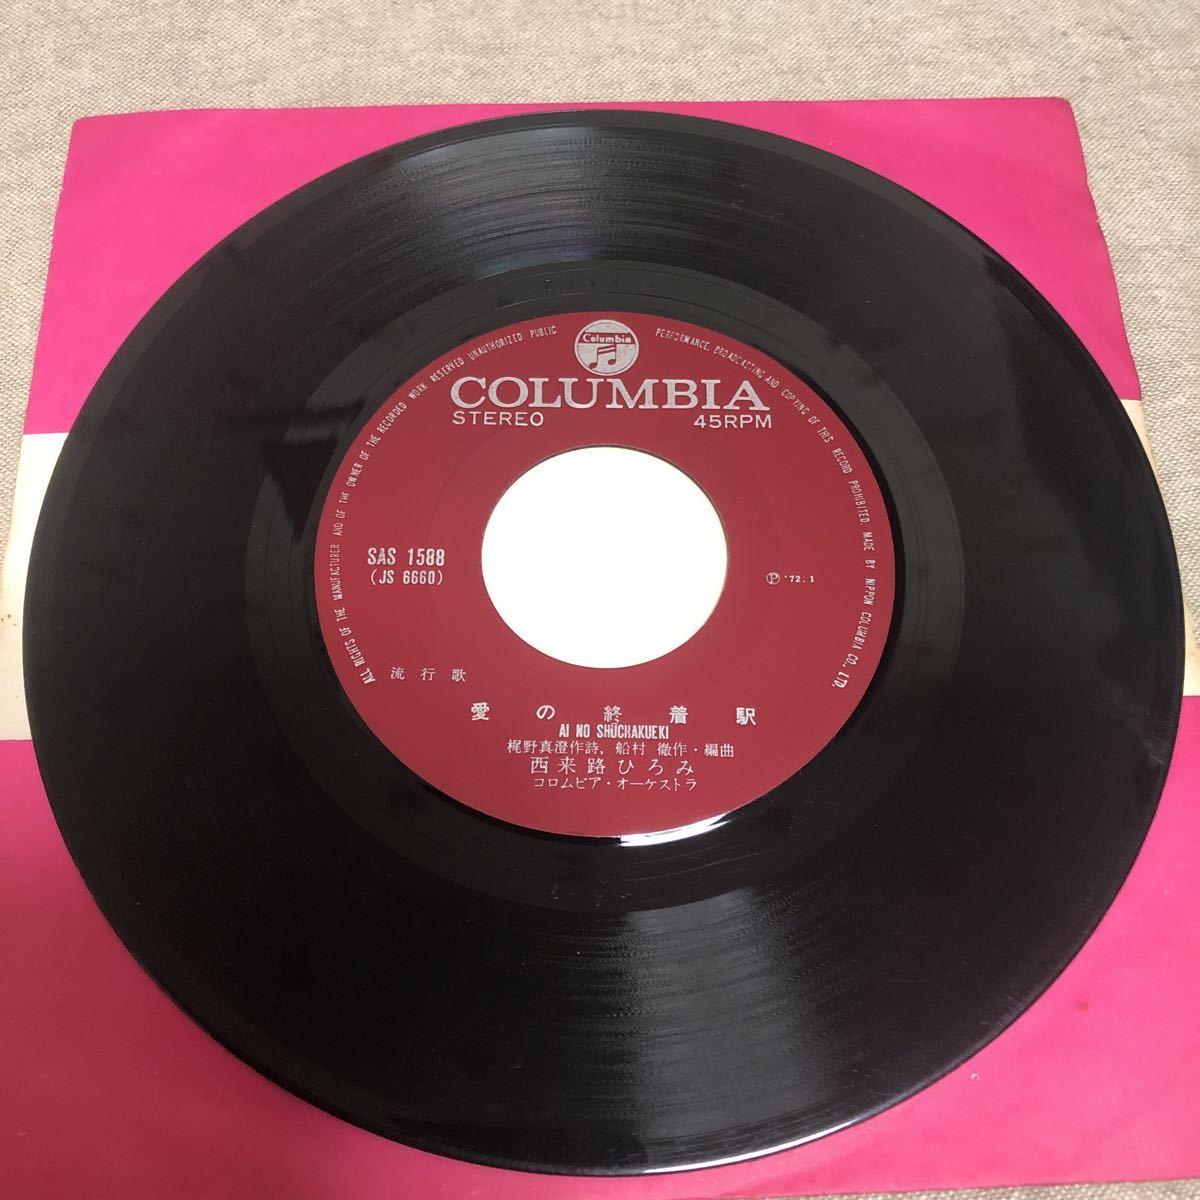 ALL RIGHTS OF THE MANUFACTURER AND OF THE OWNER OF THE RECORDED WORK RESERVED UNAUTHORIZED PUBLIC PERFORMANCE, BROADCASTING AND COPYING OF THIS RECORD PROHIBITED. MADE BY NIPPON COLUMBIA CO., LTD.
Columbia
COLUMBIA
STEREO 45RPM
SAS 1588
(JS 6660)
Ⓟ '72.1
流行歌
愛の終着駅
AI NO SHŪCHAKUEKI
梶野真澄作詩, 船村 徹作・編曲
西来路ひろみ
コロムビア・オーケストラ